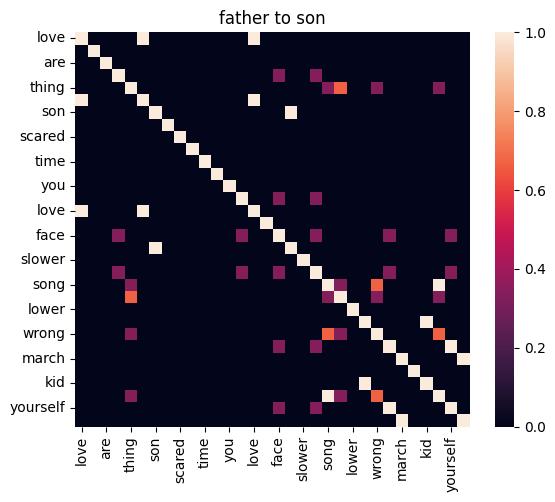 father to son
love
are
thing
son
scared
time
you
love
face
slower
song
lower
wrong
march
kid
yourself
love
are
thing
son
scared
time
you
love
face
slower
song
lower
wrong
march
kid
yourself
1.0
0.8
0.6
0.4
0.2
0.0